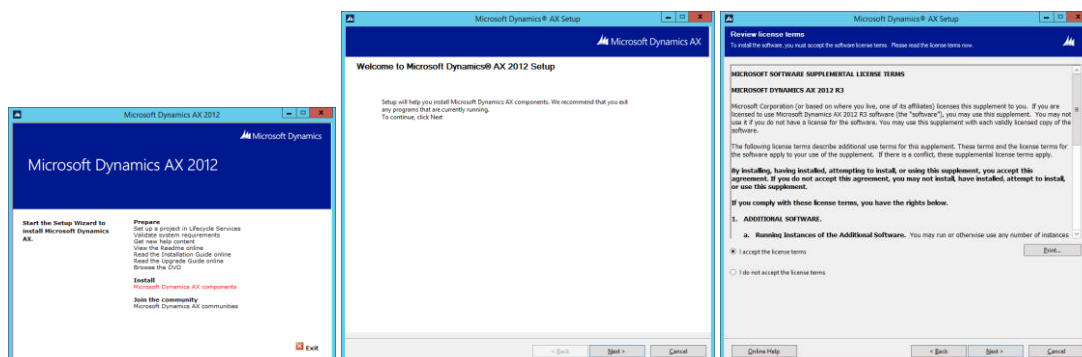 Microsoft Dynamics AX 2012
Microsoft Dynamics
Microsoft Dynamics AX 2012
Start the Setup Wizard to
install Microsoft Dynamics
AX.
Prepare
Set up a project in Lifecycle Services
Validate system requirements
Get new help content
View the Readme online
Read the Installation Guide online
Read the Upgrade Guide online
Browse the DVD
Install
Microsoft Dynamics AX components
Join the community
Microsoft Dynamics AX communities
Exit
Microsoft Dynamics® AX Setup
Microsoft Dynamics AX
Welcome to Microsoft Dynamics® AX 2012 Setup
Setup will help you install Microsoft Dynamics AX components. We recommend that you exit
any programs that are currently running.
To continue, click Next
< Back
Next >
Cancel
Microsoft Dynamics® AX Setup
Review license terms
To install the software, you must accept the software license terms. Please read the license terms now.
MICROSOFT SOFTWARE SUPPLEMENTAL LICENSE TERMS
MICROSOFT DYNAMICS AX 2012 R3
Microsoft Corporation (or based on where you live, one of its affiliates) licenses this supplement to you. If you are
licensed to use Microsoft Dynamics AX 2012 R3 software (the "software"), you may use this supplement. You may not
use it if you do not have a license for the software. You may use this supplement with each validly licensed copy of the
software.
The following license terms describe additional use terms for this supplement. These terms and the license terms for
the software apply to your use of the supplement. If there is a conflict, these supplemental license terms apply.
By installing, having installed, attempting to install, or using this supplement, you accept this
agreement. If you do not accept this agreement, you may not install, have installed, attempt to install,
or use this supplement.
If you comply with these license terms, you have the rights below.
1. ADDITIONAL SOFTWARE.
a. Running Instances of the Additional Software. You may run or otherwise use any number of instances
I accept the license terms
Print...
I do not accept the license terms
Online Help
< Back
Next >
Cancel